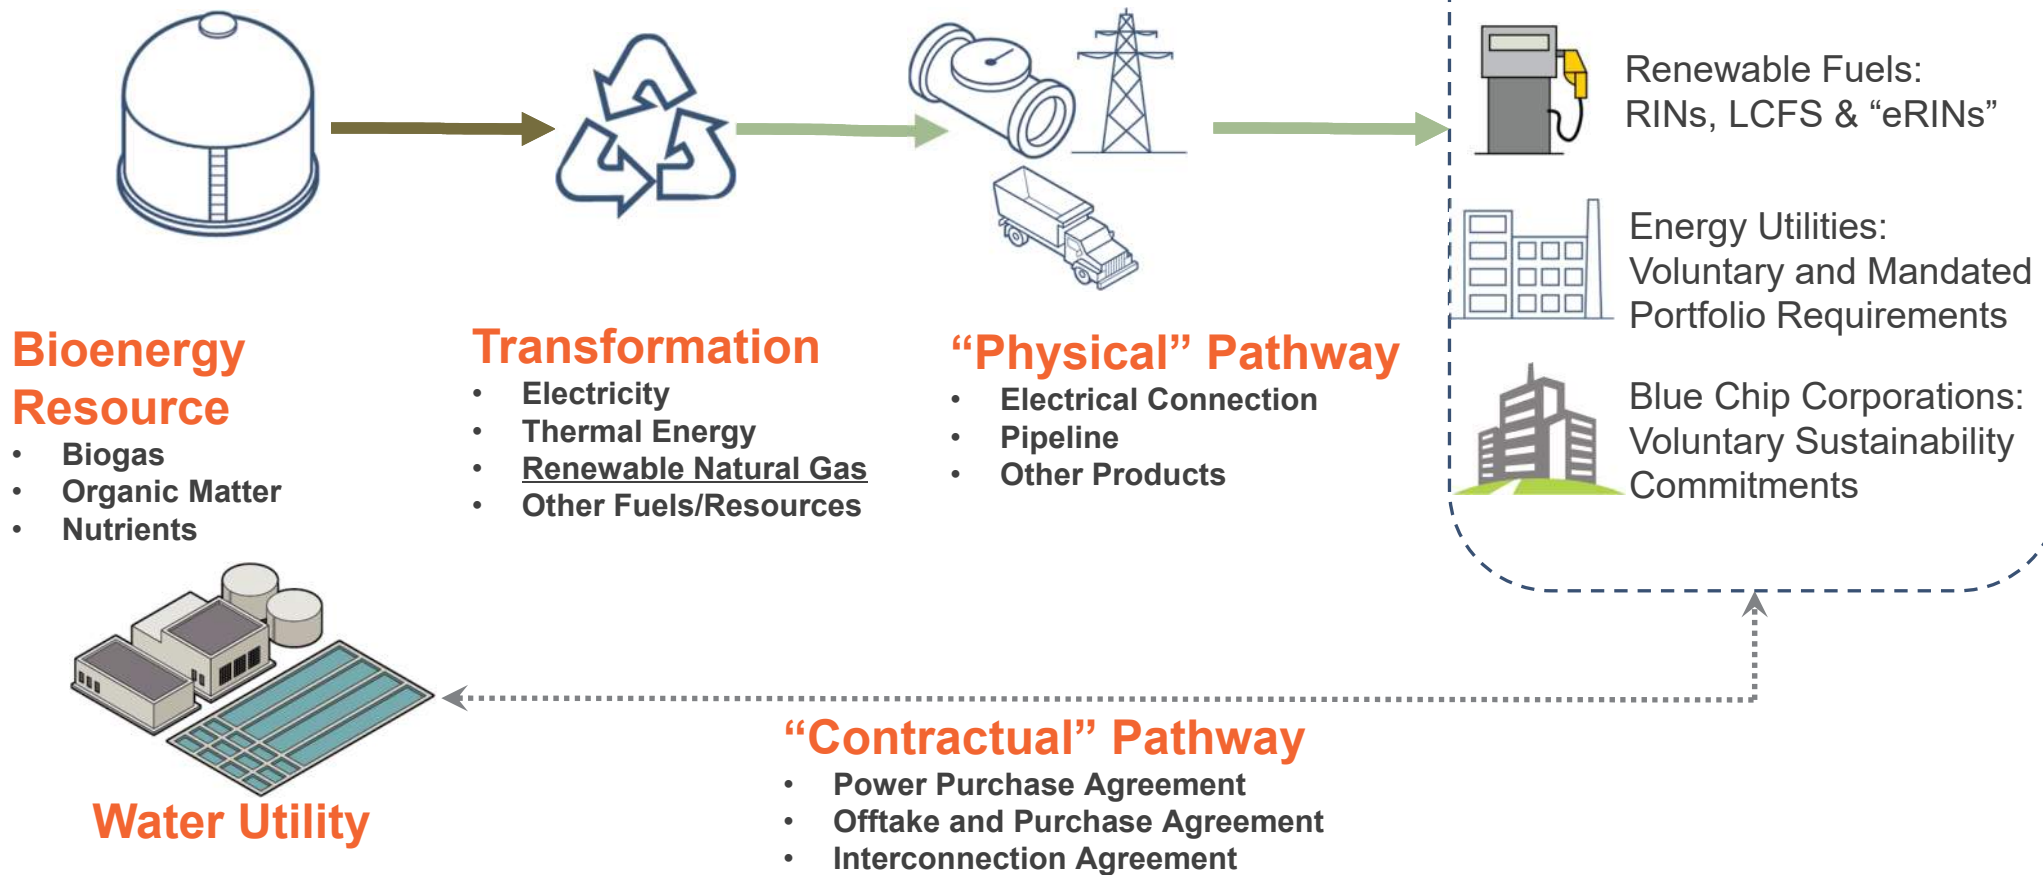 Bioenergy
Resource
• Biogas
• Organic Matter
• Nutrients
Water Utility
Transformation
• Electricity
• Thermal Energy
• Renewable Natural Gas
• Other Fuels/Resources
“Physical” Pathway
• Electrical Connection
• Pipeline
• Other Products
Renewable Fuels:
RINs, LCFS & “eRINs”
Energy Utilities:
Voluntary and Mandated
Portfolio Requirements
Blue Chip Corporations:
Voluntary Sustainability
Commitments
“Contractual” Pathway
• Power Purchase Agreement
• Offtake and Purchase Agreement
• Interconnection Agreement